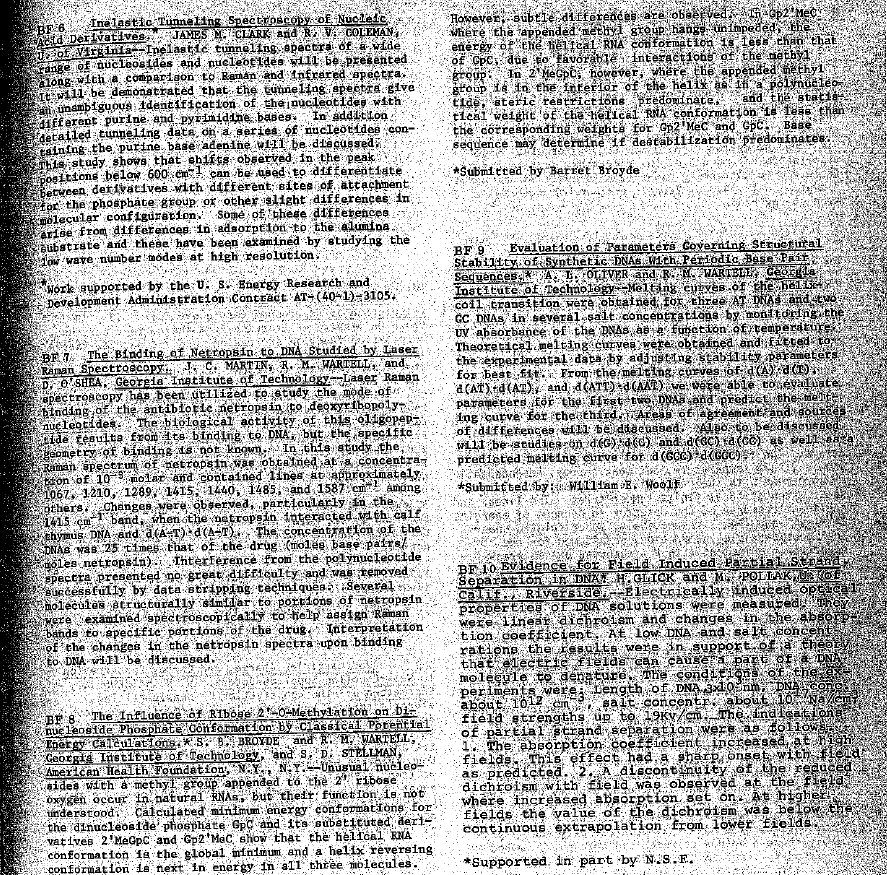 BF 6 Inelastic Tunneling Spectroscopy of Nucleic
Acid Derivatives.* JAMES M. CLARK and R. V. COLEMAN,
U. of Virginia--Inelastic tunneling spectra of a wide
range of nucleosides and nucleotides will be presented
along with a comparison to Raman and infrared spectra.
It will be demonstrated that the tunneling spectra give
an unambiguous identification of the nucleotides with
different purine and pyrimidine bases. In addition
detailed tunneling data on a series of nucleotides con-
taining the purine base adenine will be discussed.
This study shows that shifts observed in the peak
positions below 600 cm-1 can be used to differentiate
between derivatives with different sites of attachment
for the phosphate group or other slight differences in
molecular configuration. Some of these differences
arise from differences in adsorption to the alumina
substrate and these have been examined by studying the
low wave number modes at high resolution.
*Work supported by the U. S. Energy Research and
Development Administration Contract AT-(40-1)-3105.
BF 7 The Binding of Netropsin to DNA Studied by Laser
Raman Spectroscopy. J. C. MARTIN, R. M. WARTELL, and
D. O'SHEA, Georgia Institute of Technology--Laser Raman
spectroscopy has been utilized to study the mode of
binding of the antibiotic netropsin to deoxyribopoly-
nucleotides. The biological activity of this oligopep-
tide results from its binding to DNA, but the specific
geometry of binding is not known. In this study the
Raman spectrum of netropsin was obtained at a concentra-
tion of 10 molar and contained lines at approximately
1067, 1210, 1289, 1415, 1440, 1485, and 1587 cm-1 among
others. Changes were observed, particularly in the
1415 cm-1 band, when the netropsin interacted with calf
thymus DNA and d(A-T)·d(A-T). The concentration of the
DNAs was 25 times that of the drug (moles base pairs/
moles netropsin). Interference from the polynucleotide
spectra presented no great difficulty and was removed
successfully by data stripping techniques. Several
molecules structurally similar to portions of netropsin
were examined spectroscopically to help assign Raman
bands to specific portions of the drug. Interpretation
of the changes in the netropsin spectra upon binding
to DNA will be discussed.
BF 8 The Influence of Ribose 2'-O-Methylation on Di-
nucleoside Phosphate Conformation by Classical Potential
Energy Calculations.* S. B. BROYDE and R. M. WARTELL,
Georgia Institute of Technology, and S. D. STELLMAN,
American Health Foundation, N.Y., N.Y.--Unusual nucleo-
sides with a methyl group appended to the 2' ribose
oxygen occur in natural RNAs, but their function is not
understood. Calculated minimum energy conformations for
the dinucleoside phosphate GpC and its substituted deri-
vatives 2'MeGpC and Gp2'MeC show that the helical RNA
conformation is the global minimum and a helix reversing
conformation is next in energy in all three molecules.
However, subtle differences are observed. In Gp2'MeC
where the appended methyl group hangs unimpeded, the
energy of the helical RNA conformation is less than that
of GpC, due to favorable interactions of the methyl
group. In 2'MeGpC, however, where the appended methyl
group is in the interior of the helix as in a polynucleo-
tide, steric restrictions predominate, and the statis-
tical weight of the helical RNA conformation is less than
the corresponding weights for Gp2'MeC and GpC. Base
sequence may determine if destabilization predominates.
*Submitted by Barret Broyde
BF 9 Evaluation of Parameters Governing Structural
Stability of Synthetic DNAs With Periodic Base Pair
Sequences.* A. L. OLIVER and R. M. WARTELL, Georgia
Institute of Technology--Melting curves of the helix-
coil transition were obtained for three AT DNAs and two
GC DNAs in several salt concentrations by monitoring the
UV absorbance of the DNAs as a function of temperature.
Theoretical melting curves were obtained and fitted to
the experimental data by adjusting stability parameters
for best fit. From the melting curves of d(A)·d(T),
d(AT)·d(AT), and d(ATT)·d(AAT) we were able to evaluate
parameters for the first two DNAs and predict the melt-
ing curve for the third. Areas of agreement and sources
of differences will be discussed. Also to be discussed
will be studies on d(G)·d(C) and d(GC)·d(GC) as well as a
predicted melting curve for d(GCC)·d(GGC).
*Submitted by: William E. Woolf
BF 10 Evidence for Field Induced Partial Strand
Separation in DNA* H.GLICK and M. POLLAK, U. of
Calif., Riverside.--Electrically induced optical
properties of DNA solutions were measured. They
were linear dichroism and changes in the absorp-
tion coefficient. At low DNA and salt concent-
rations the results were in support of a theory
that electric fields can cause a part of a DNA
molecule to denature. The conditions of the ex-
periments were: Length of DNA 3x10 nm. DNA conc.
about 1012 cm-3, salt concentr. about 10
field strengths up to 19Kv/cm. The indications
of partial strand separation were as follows:
1. The absorption coefficient increased at high
fields. This effect had a sharp onset with field
as predicted. 2. A discontinuity of the reduced
dichroism with field was observed at the field
where increased absorption set on. At higher
fields the value of the dichroism was below the
continuous extrapolation from lower fields.
*Supported in part by N.S.F.